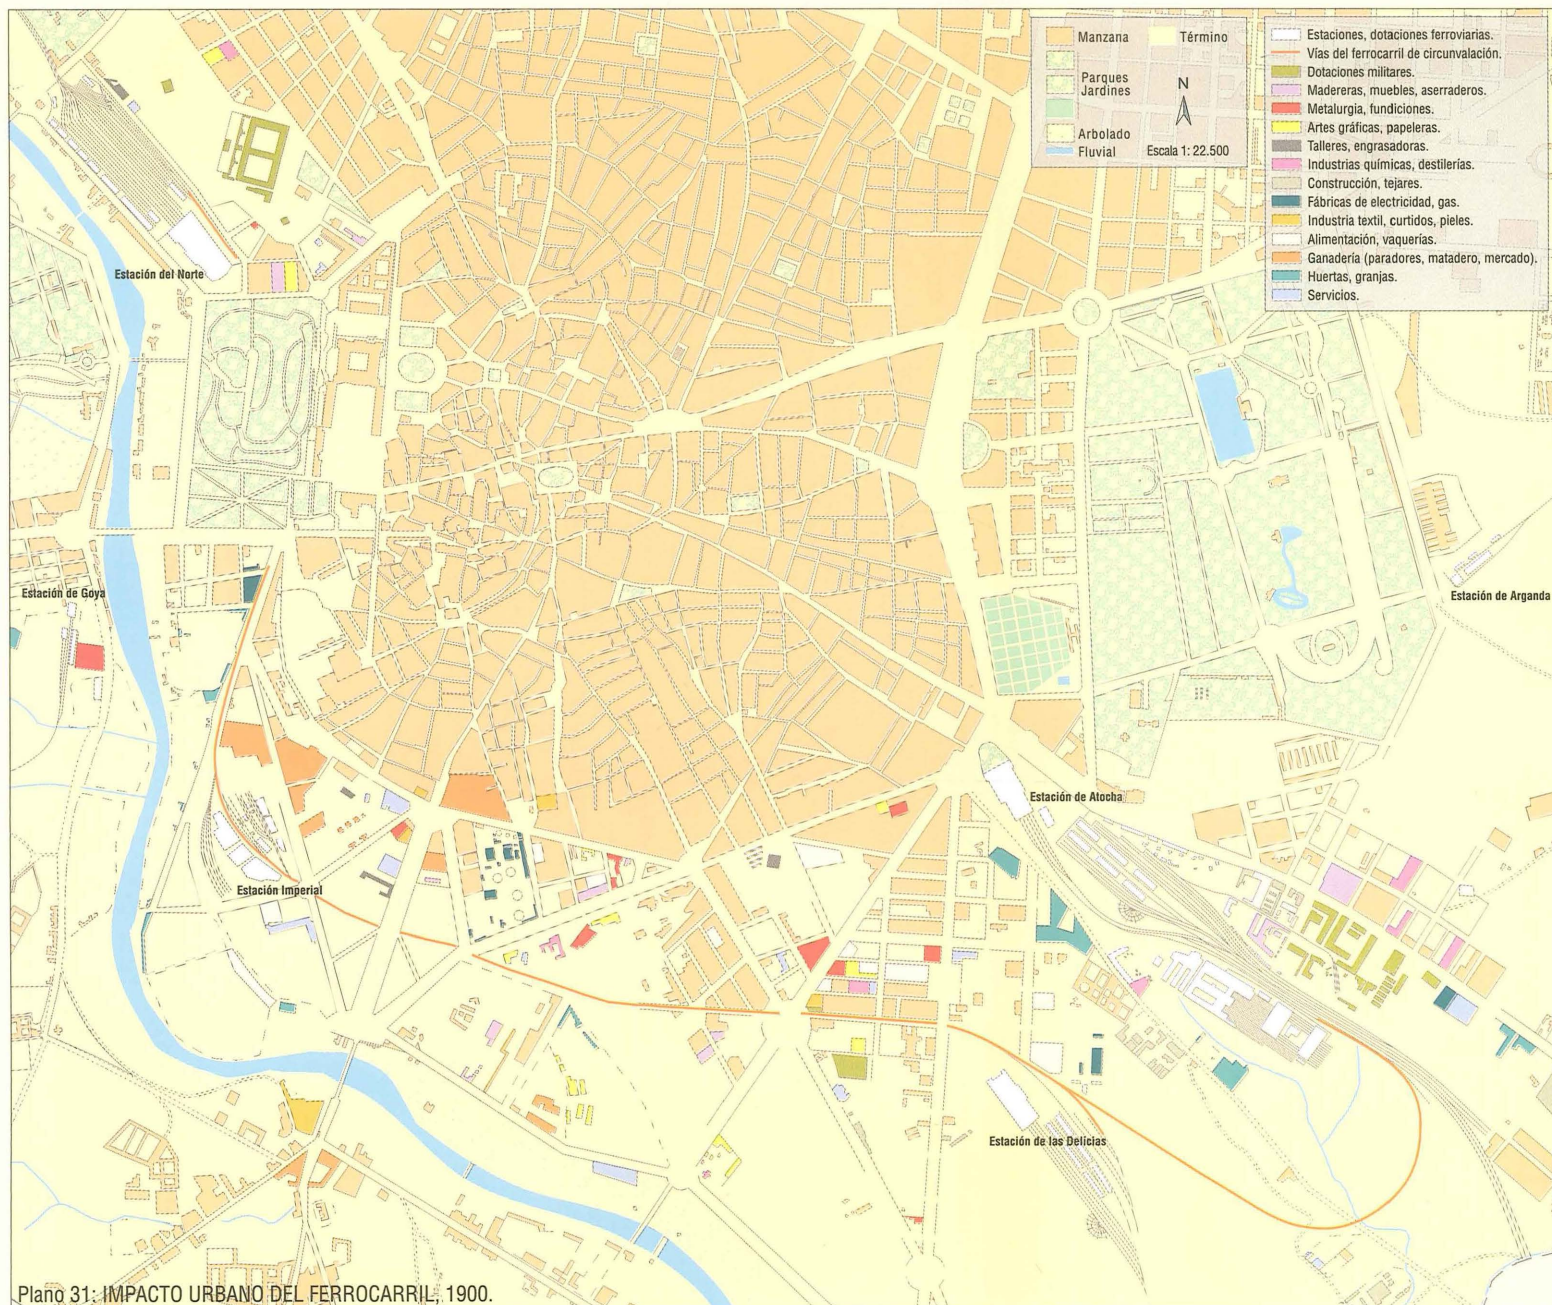 Manzana
Término
Parques
Jardines
N
Arbolado
Fluvial
Escala 1: 22.500
Estaciones, dotaciones ferroviarias.
Vías del ferrocarril de circunvalación.
Dotaciones militares.
Madereras, muebles, aserraderos.
Metalurgia, fundiciones.
Artes gráficas, papeleras.
Talleres, engrasadoras.
Industrias químicas, destilerías.
Construcción, tejares.
Fábricas de electricidad, gas.
Industria textil, curtidos, pieles.
Alimentación, vaquerías.
Ganadería (paradores, matadero, mercado).
Huertas, granjas.
Servicios.
Estación del Norte
Estación de Goya
Estación de Arganda
Estación de Atocha
Estación Imperial
Estación de las Delicias
Plano 31: IMPACTO URBANO DEL FERROCARRIL, 1900.